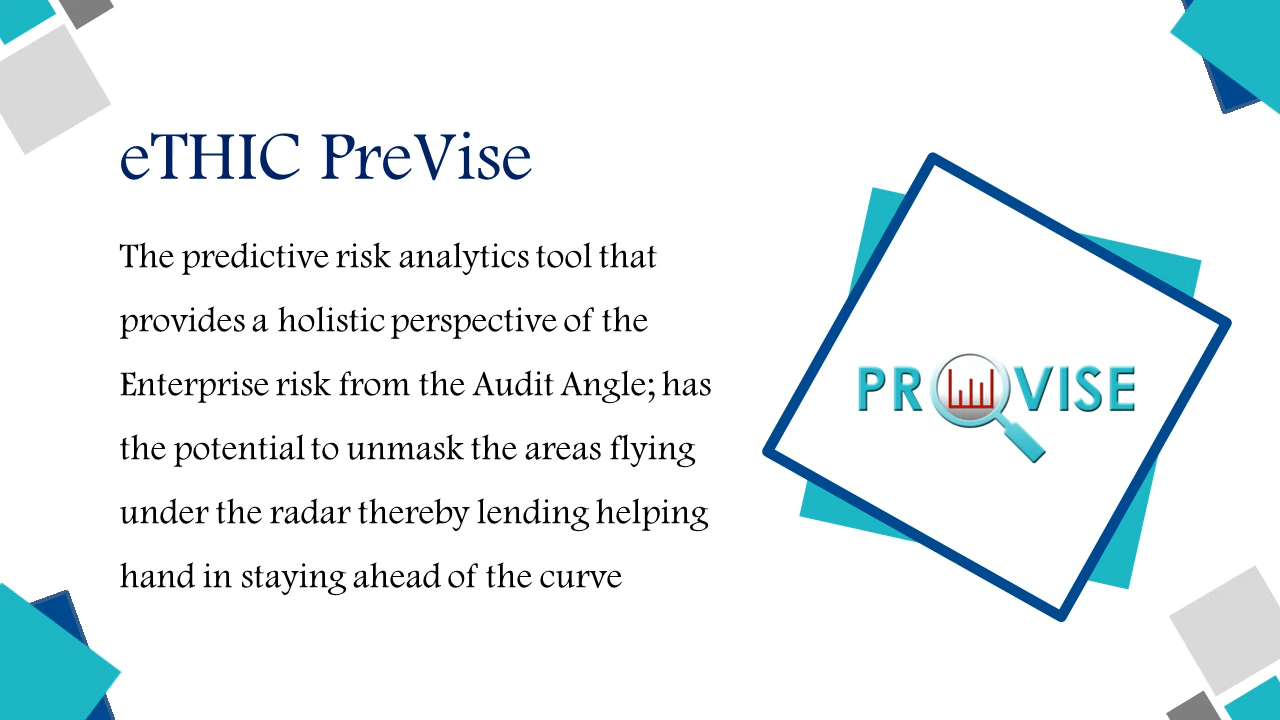 eTHIC PreVise
The predictive risk analytics tool that
provides a holistic perspective of the
Enterprise risk from the Audit Angle; has
the potential to unmask the areas flying
under the radar thereby lending helping
hand in staying ahead of the curve
PR VISE